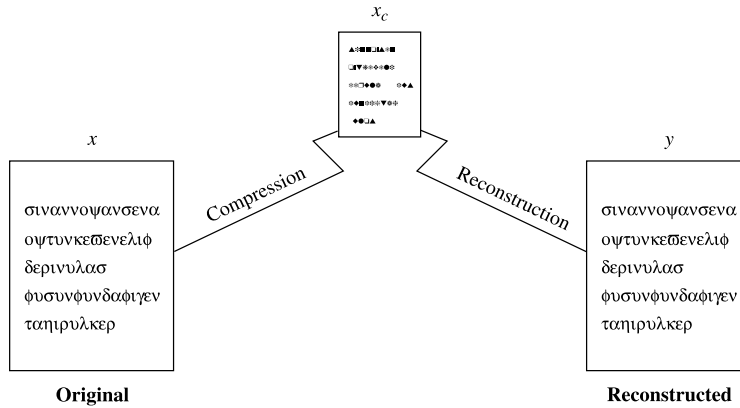 x_c
x
y
Compression
Reconstruction
σιναννοψανσενα
οψτυνκεϖενελιϕ
δερινυλασ
ϕυσυνϕυνδαϕιγεν
ταηιρυλκερ
σιναννοψανσενα
οψτυνκεϖενελιϕ
δερινυλασ
ϕυσυνϕυνδαϕιγεν
ταηιρυλκερ
Original
Reconstructed